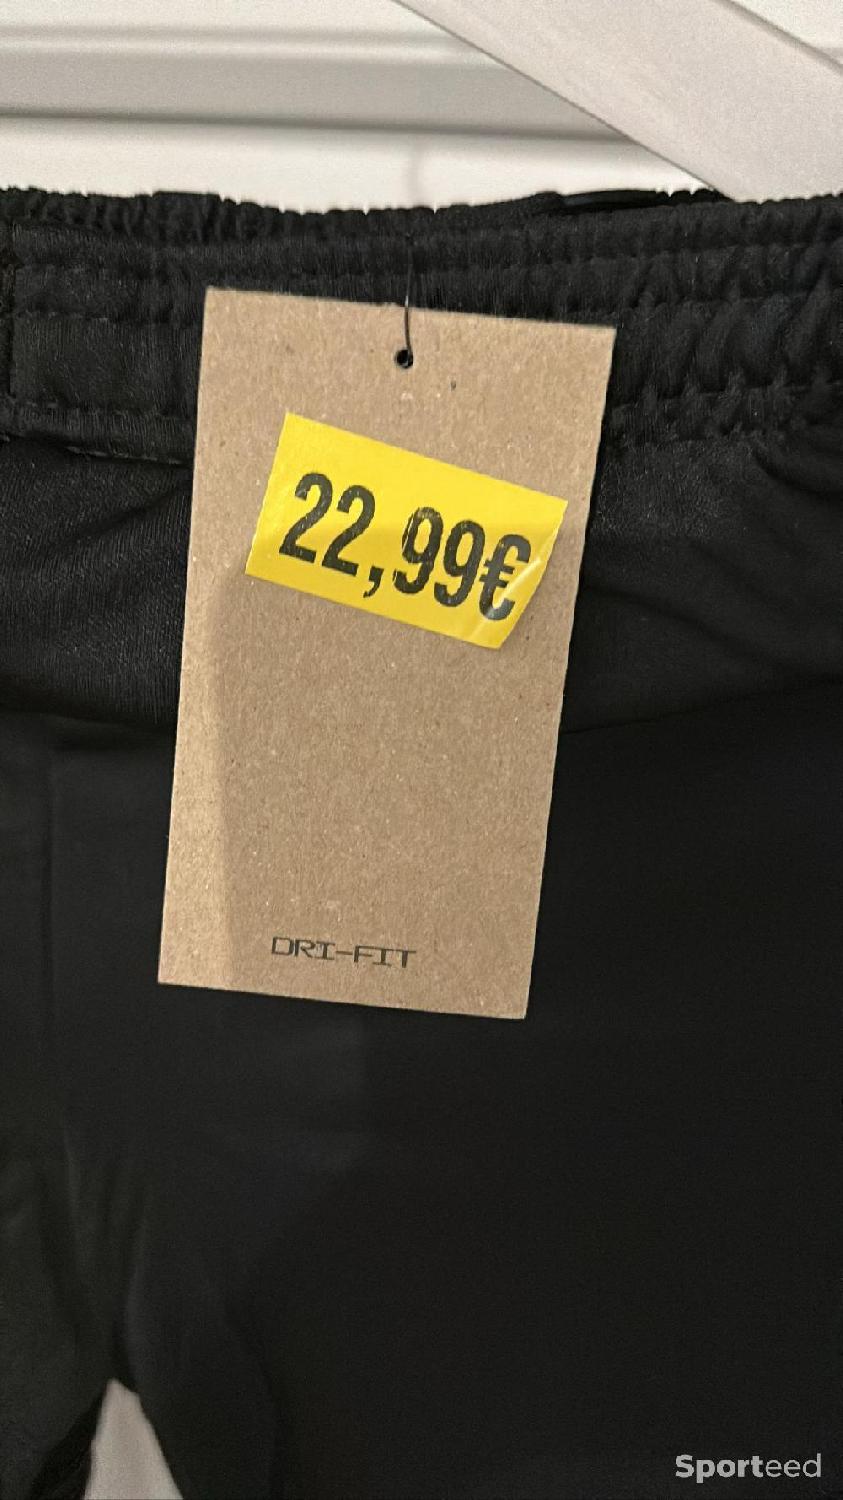 22,99€
DRI-FIT
Sporteed